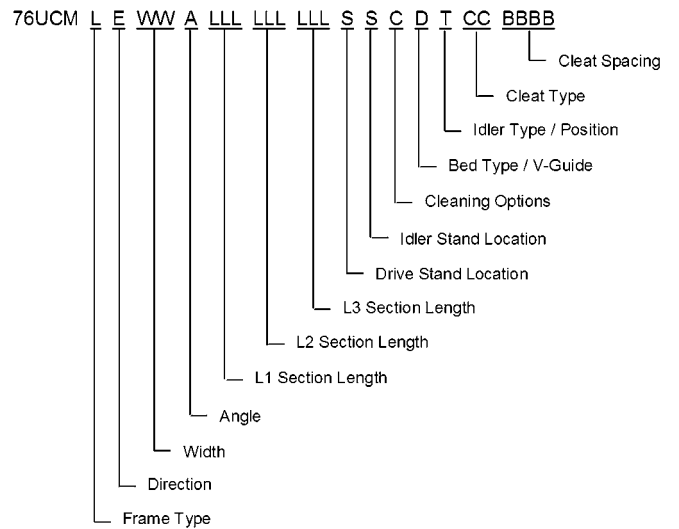 76UCM L E WW A LLL LLL LLL S S C D T CC BBBB
Cleat Spacing
Cleat Type
Idler Type / Position
Bed Type / V-Guide
Cleaning Options
Idler Stand Location
Drive Stand Location
L3 Section Length
L2 Section Length
L1 Section Length
Angle
Width
Direction
Frame Type